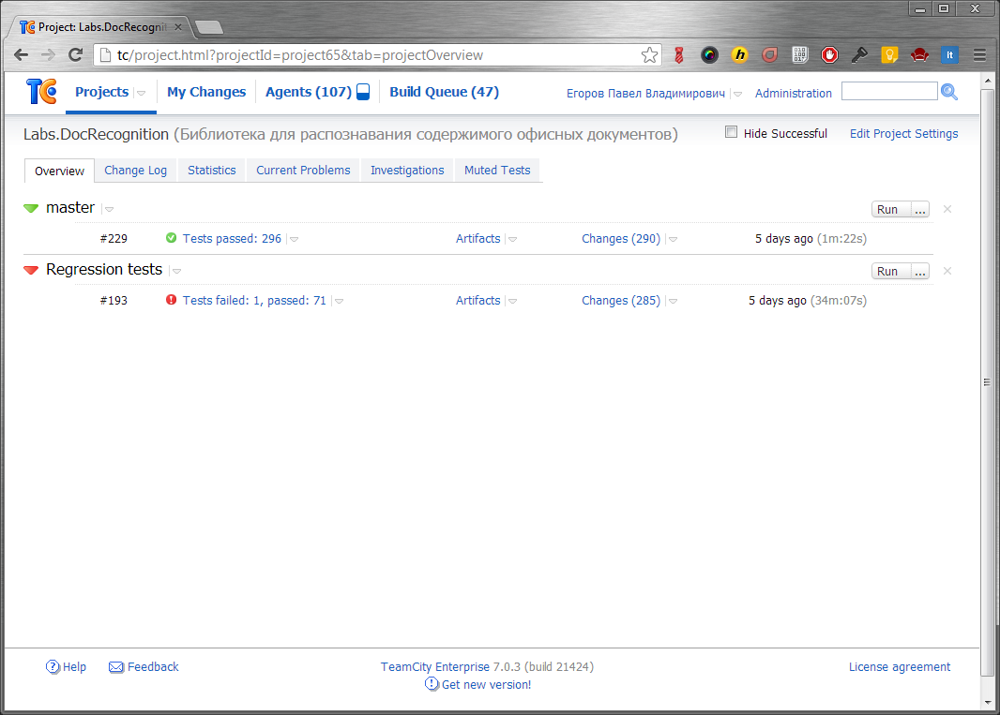 Project: Labs.DocRecogniti
tc/project.html?projectId=project65&tab=projectOverview
TC Projects My Changes Agents (107) Build Queue (47) Егоров Павел Владимирович Administration
Labs.DocRecognition (Библиотека для распознавания содержимого офисных документов) Hide Successful Edit Project Settings
Overview Change Log Statistics Current Problems Investigations Muted Tests
master Run ...
#229 Tests passed: 296 Artifacts Changes (290) 5 days ago (1m:22s)
Regression tests Run ...
#193 Tests failed: 1, passed: 71 Artifacts Changes (285) 5 days ago (34m:07s)
Help Feedback TeamCity Enterprise 7.0.3 (build 21424) License agreement
Get new version!